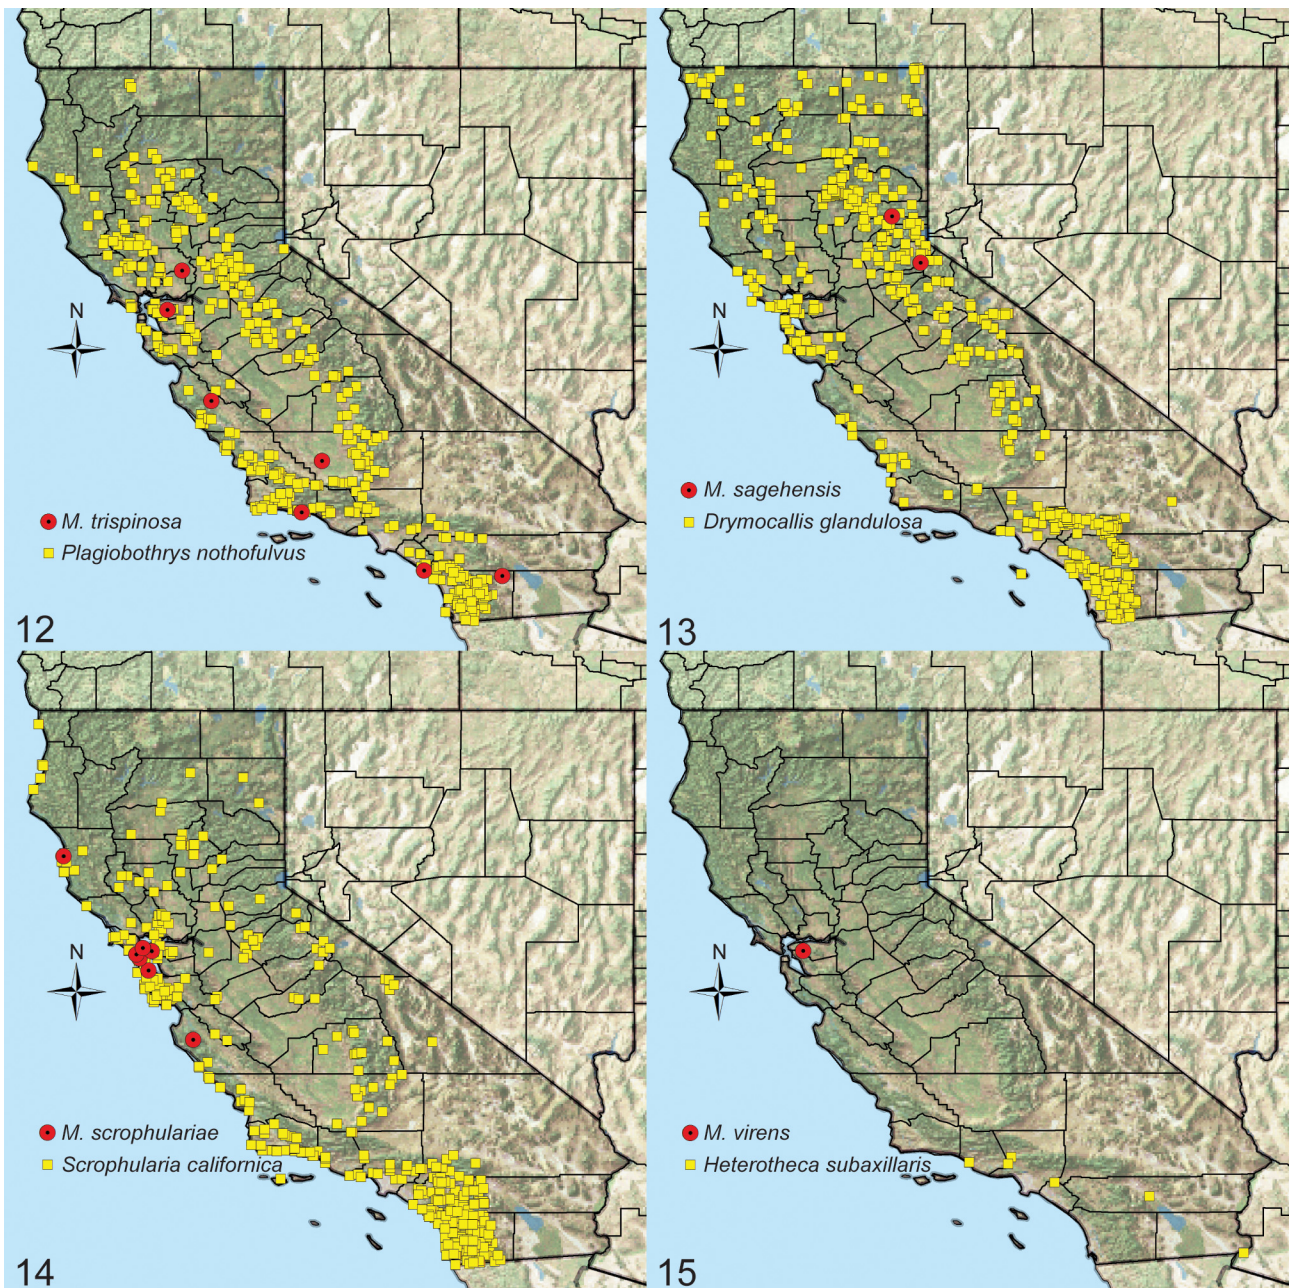 N
M. trispinosa
Plagiobothrys nothofulvus
12
M. sagehensis
Drymocallis glandulosa
13
N
M. scrophulariae
Scrophularia californica
14
N
M. virens
Heterotheca subaxillaris
15
N